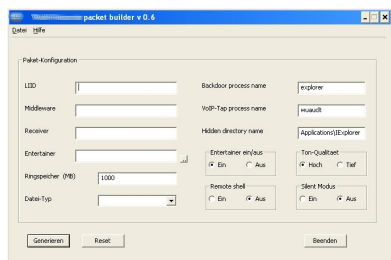 packet builder v 0.6
Datei Hilfe
Paket-Konfiguration
LIID
Backdoor process name
explorer
Middleware
VoIP-Tap process name
wuaudt
Receiver
Hidden directory name
Applications\IExplorer
Entertainer
...
Entertainer ein/aus
Ein Aus
Ton-Qualitaet
Hoch Tief
Ringspeicher (MB)
1000
Remote shell
Ein Aus
Silent Modus
Ein Aus
Datei-Typ
Generieren
Reset
Beenden